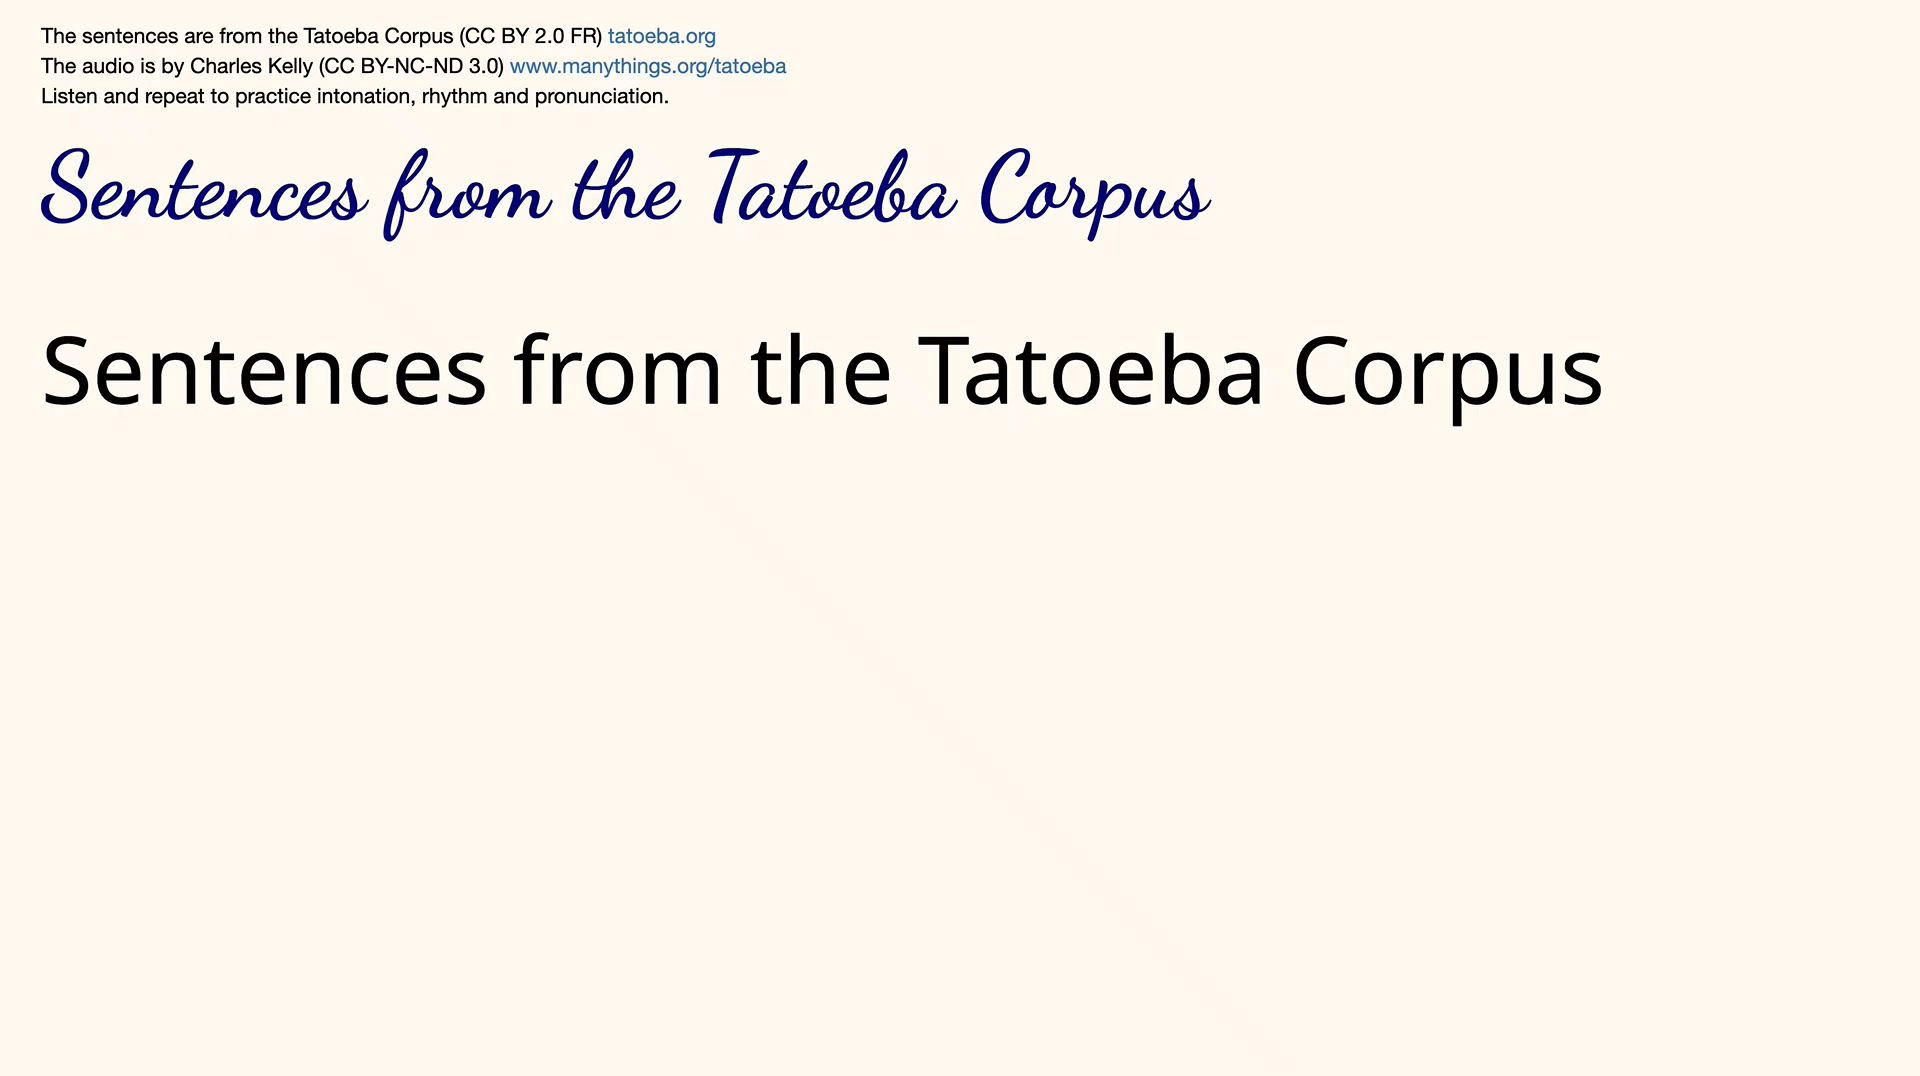 The sentences are from the Tatoeba Corpus (CC BY 2.0 FR) tatoeba.org
The audio is by Charles Kelly (CC BY-NC-ND 3.0) www.manythings.org/tatoeba
Listen and repeat to practice intonation, rhythm and pronunciation.
Sentences from the Tatoeba Corpus
Sentences from the Tatoeba Corpus